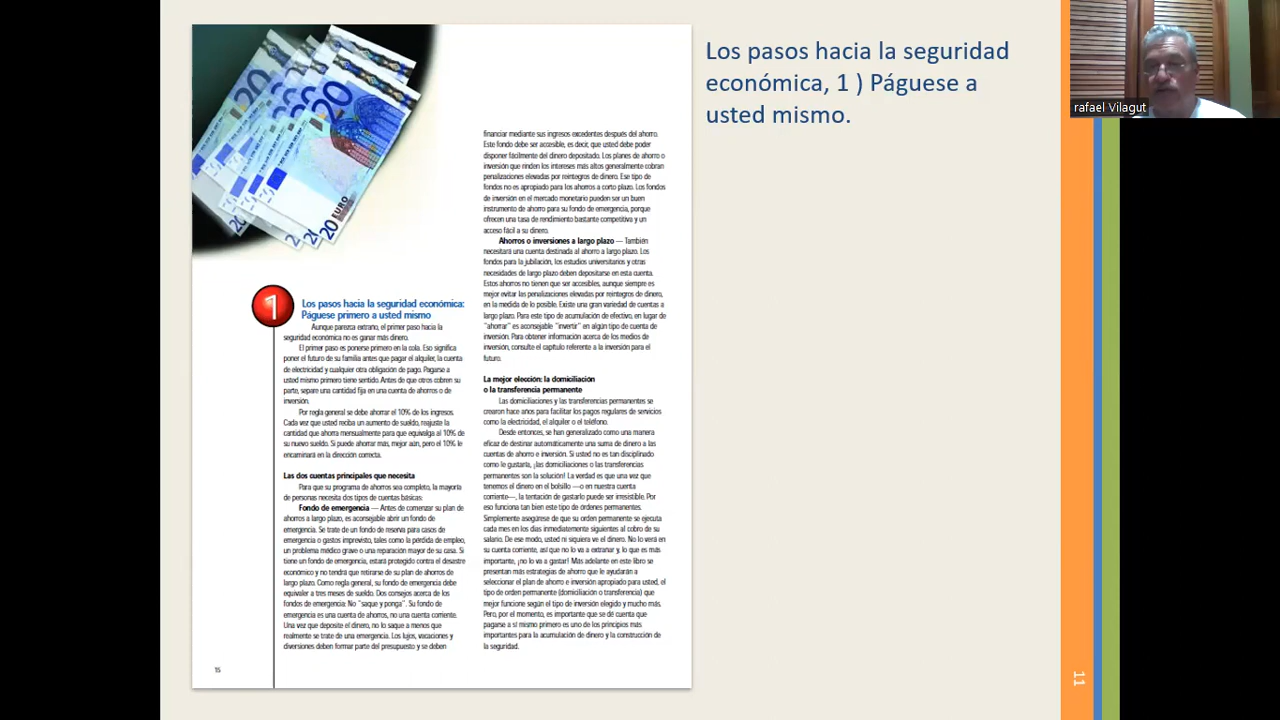 Los pasos hacia la seguridad
económica, 1 ) Páguese a
usted mismo.
rafael Vilagut
20
20
20 EURO
1
Los pasos hacia la seguridad económica:
Páguese primero a usted mismo
Aunque parezca extraño, el primer paso hacia la
seguridad económica no es ganar más dinero.
El primer paso es ponerse primero en la cola. Eso significa
poner el futuro de su familia antes que pagar el alquiler, la cuenta
de electricidad y cualquier otra obligación de pago. Pagarse a
usted mismo primero tiene sentido. Antes de que otros cobren su
parte, separe una cantidad fija en una cuenta de ahorros o de
inversión.
Por regla general se debe ahorrar el 10% de los ingresos.
Cada vez que usted reciba un aumento de sueldo, reajuste la
cantidad que ahorra mensualmente para que equivalga al 10% de
su nuevo sueldo. Si puede ahorrar más, mejor aún, pero el 10% le
encaminará en la dirección correcta.
Las dos cuentas principales que necesita
Para que su programa de ahorros sea completo, la mayoría
de personas necesita dos tipos de cuentas básicas:
Fondo de emergencia — Antes de comenzar su plan de
ahorros a largo plazo, es aconsejable abrir un fondo de
emergencia. Se trate de un fondo de reserva para casos de
emergencia o gastos imprevisto, tales como la pérdida de empleo,
un problema médico grave o una reparación mayor de su casa. Si
tiene un fondo de emergencia, estará protegido contra el desastre
económico y no tendrá que retirarse de su plan de ahorros de
largo plazo. Como regla general, su fondo de emergencia debe
equivaler a tres meses de sueldo. Dos consejos acerca de los
fondos de emergencia: No "saque y ponga". Su fondo de
emergencia es una cuenta de ahorros, no una cuenta corriente.
Una vez que deposite el dinero, no lo saque a menos que
realmente se trate de una emergencia. Los lujos, vacaciones y
diversiones deben formar parte del presupuesto y se deben
15
financiar mediante sus ingresos excedentes después del ahorro.
Este fondo debe ser accesible, es decir, que usted debe poder
disponer fácilmente del dinero depositado. Los planes de ahorro o
inversión que rinden los intereses más altos generalmente cobran
penalizaciones elevadas por reintegros de dinero. Ese tipo de
fondos no es apropiado para los ahorros a corto plazo. Los fondos
de inversión en el mercado monetario pueden ser un buen
instrumento de ahorro para su fondo de emergencia, porque
ofrecen una tasa de rendimiento bastante competitiva y un
acceso fácil a su dinero.
Ahorros o inversiones a largo plazo — También
necesitará una cuenta destinada al ahorro a largo plazo. Los
fondos para la jubilación, los estudios universitarios y otras
necesidades de largo plazo deben depositarse en esta cuenta.
Estos ahorros no tienen que ser accesibles, aunque siempre es
mejor evitar las penalizaciones elevadas por reintegros de dinero,
en la medida de lo posible. Existe una gran variedad de cuentas a
largo plazo. Para este tipo de acumulación de efectivo, en lugar de
"ahorrar" es aconsejable "invertir" en algún tipo de cuenta de
inversión. Para obtener información acerca de los medios de
inversión, consulte el capítulo referente a la inversión para el
futuro.
La mejor elección: la domiciliación
o la transferencia permanente
Las domiciliaciones y las transferencias permanentes se
crearon hace años para facilitar los pagos regulares de servicios
como la electricidad, el alquiler o el teléfono.
Desde entonces, se han generalizado como una manera
eficaz de destinar automáticamente una suma de dinero a las
cuentas de ahorro e inversión. Si usted no es tan disciplinado
como le gustaría, ¡las domiciliaciones o las transferencias
permanentes son la solución! La verdad es que una vez que
tenemos el dinero en el bolsillo —o en nuestra cuenta
corriente—, la tentación de gastarlo puede ser irresistible. Por
eso funciona tan bien este tipo de órdenes permanentes.
Simplemente asegúrese de que su orden permanente se ejecuta
cada mes en los días inmediatamente siguientes al cobro de su
salario. De ese modo, usted ni siquiera ve el dinero. No lo verá en
su cuenta corriente, así que no lo va a extranar y, lo que es más
importante, ¡no lo va a gastar! Más adelante en este libro se
presentan más estrategias de ahorro que le ayudarán a
seleccionar el plan de ahorro e inversión apropiado para usted, el
tipo de orden permanente (domiciliación o transferencia) que
mejor funcione según el tipo de inversión elegido y mucho más.
Pero, por el momento, es importante que se dé cuenta que
pagarse a sí mismo primero es uno de los principios más
importantes para la acumulación de dinero y la construcción de
la seguridad.
11